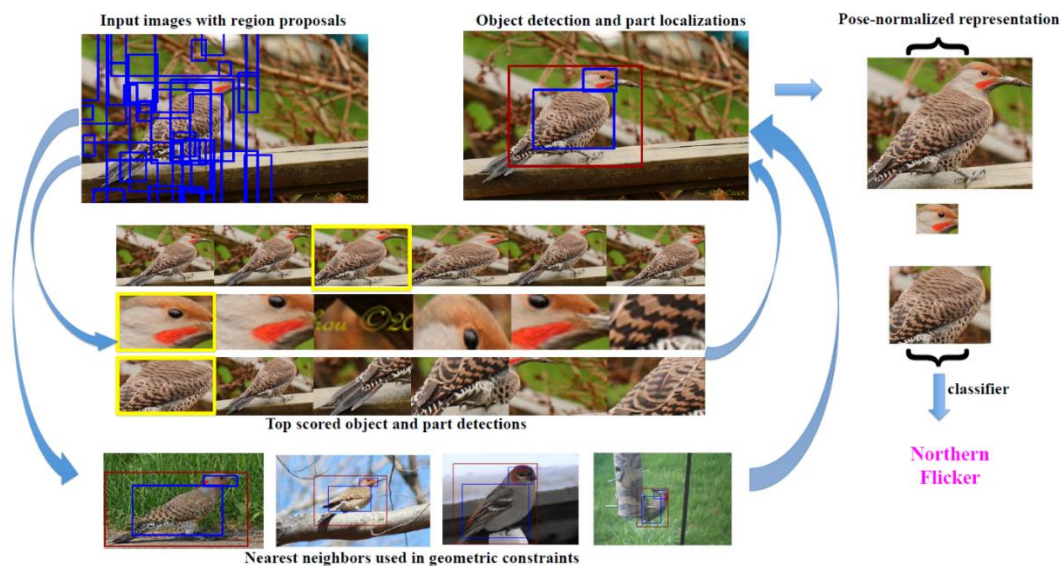 Input images with region proposals
Object detection and part localizations
Pose-normalized representation
©20
Top scored object and part detections
classifier
Northern
Flicker
Nearest neighbors used in geometric constraints